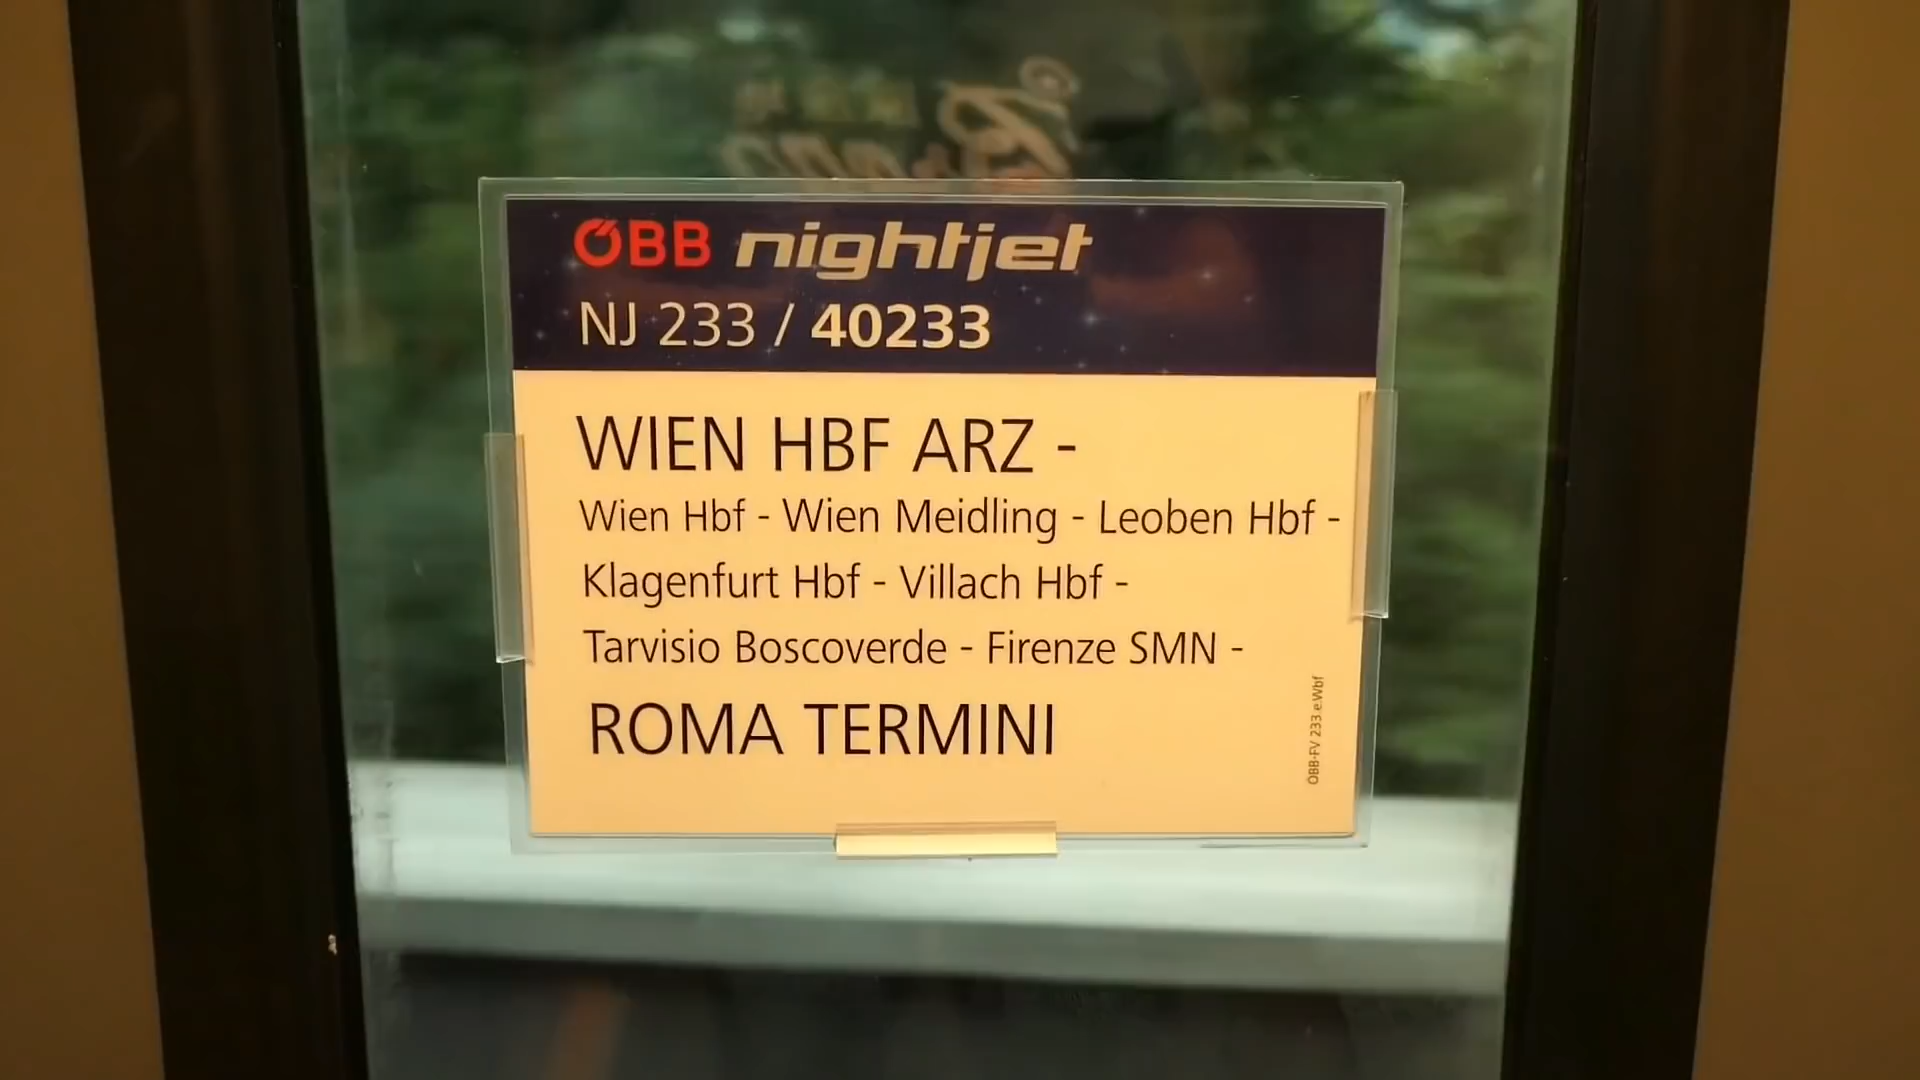 ÖBB nightjet
NJ 233 / 40233
WIEN HBF ARZ -
Wien Hbf - Wien Meidling - Leoben Hbf -
Klagenfurt Hbf - Villach Hbf -
Tarvisio Boscoverde - Firenze SMN -
ROMA TERMINI
ÖBB-FV 233.e.Wbf